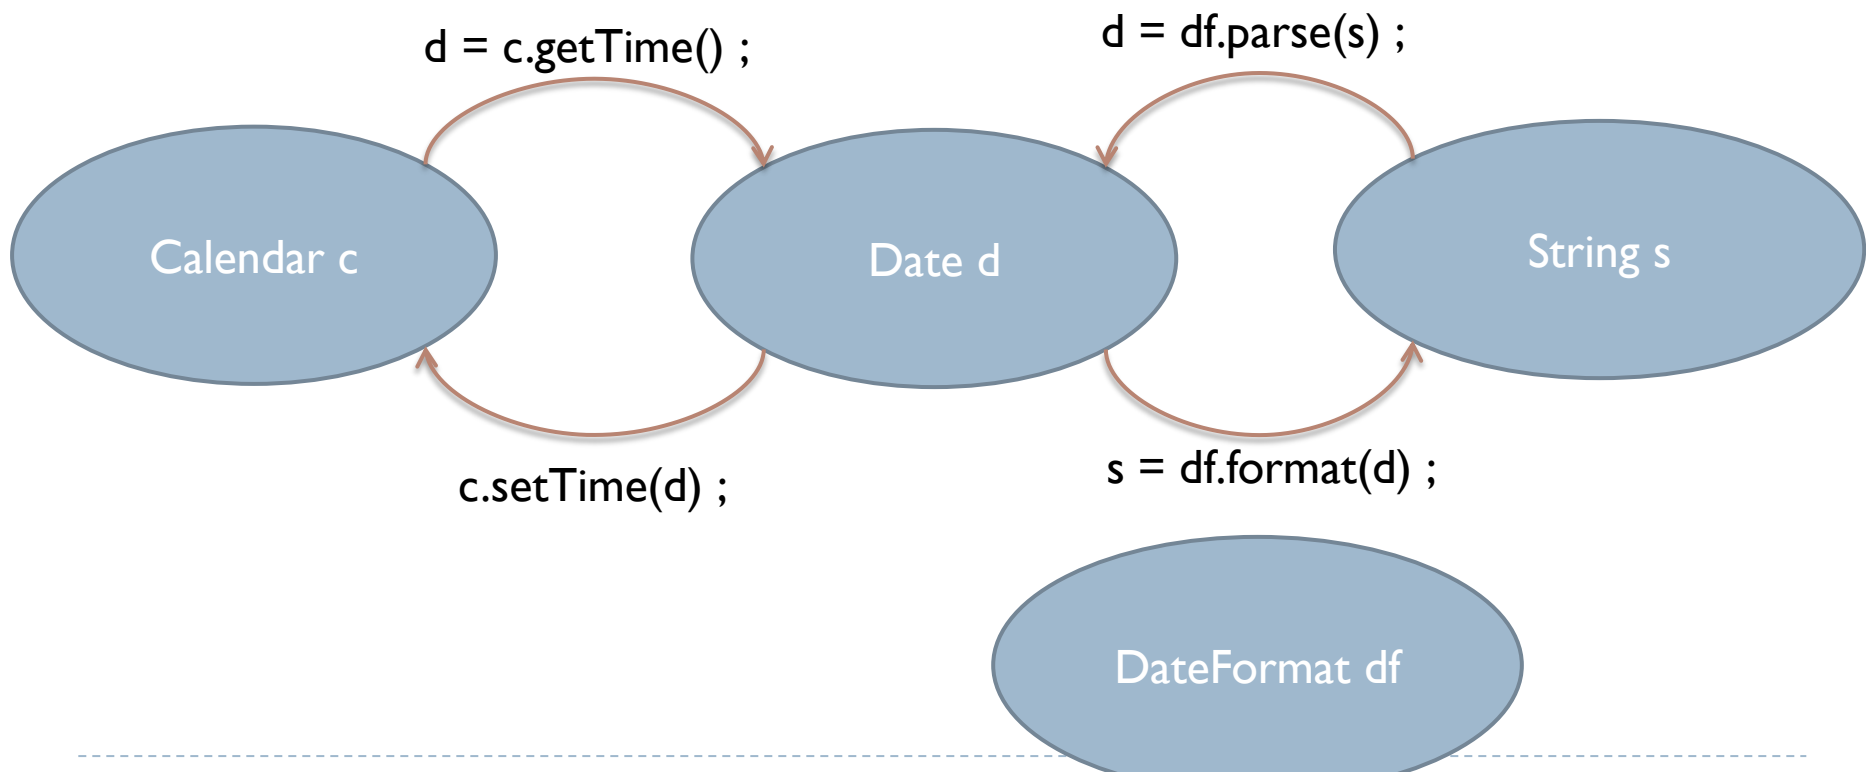 d = c.getTime() ;
d = df.parse(s) ;
Calendar c
Date d
String s
c.setTime(d) ;
s = df.format(d) ;
DateFormat df